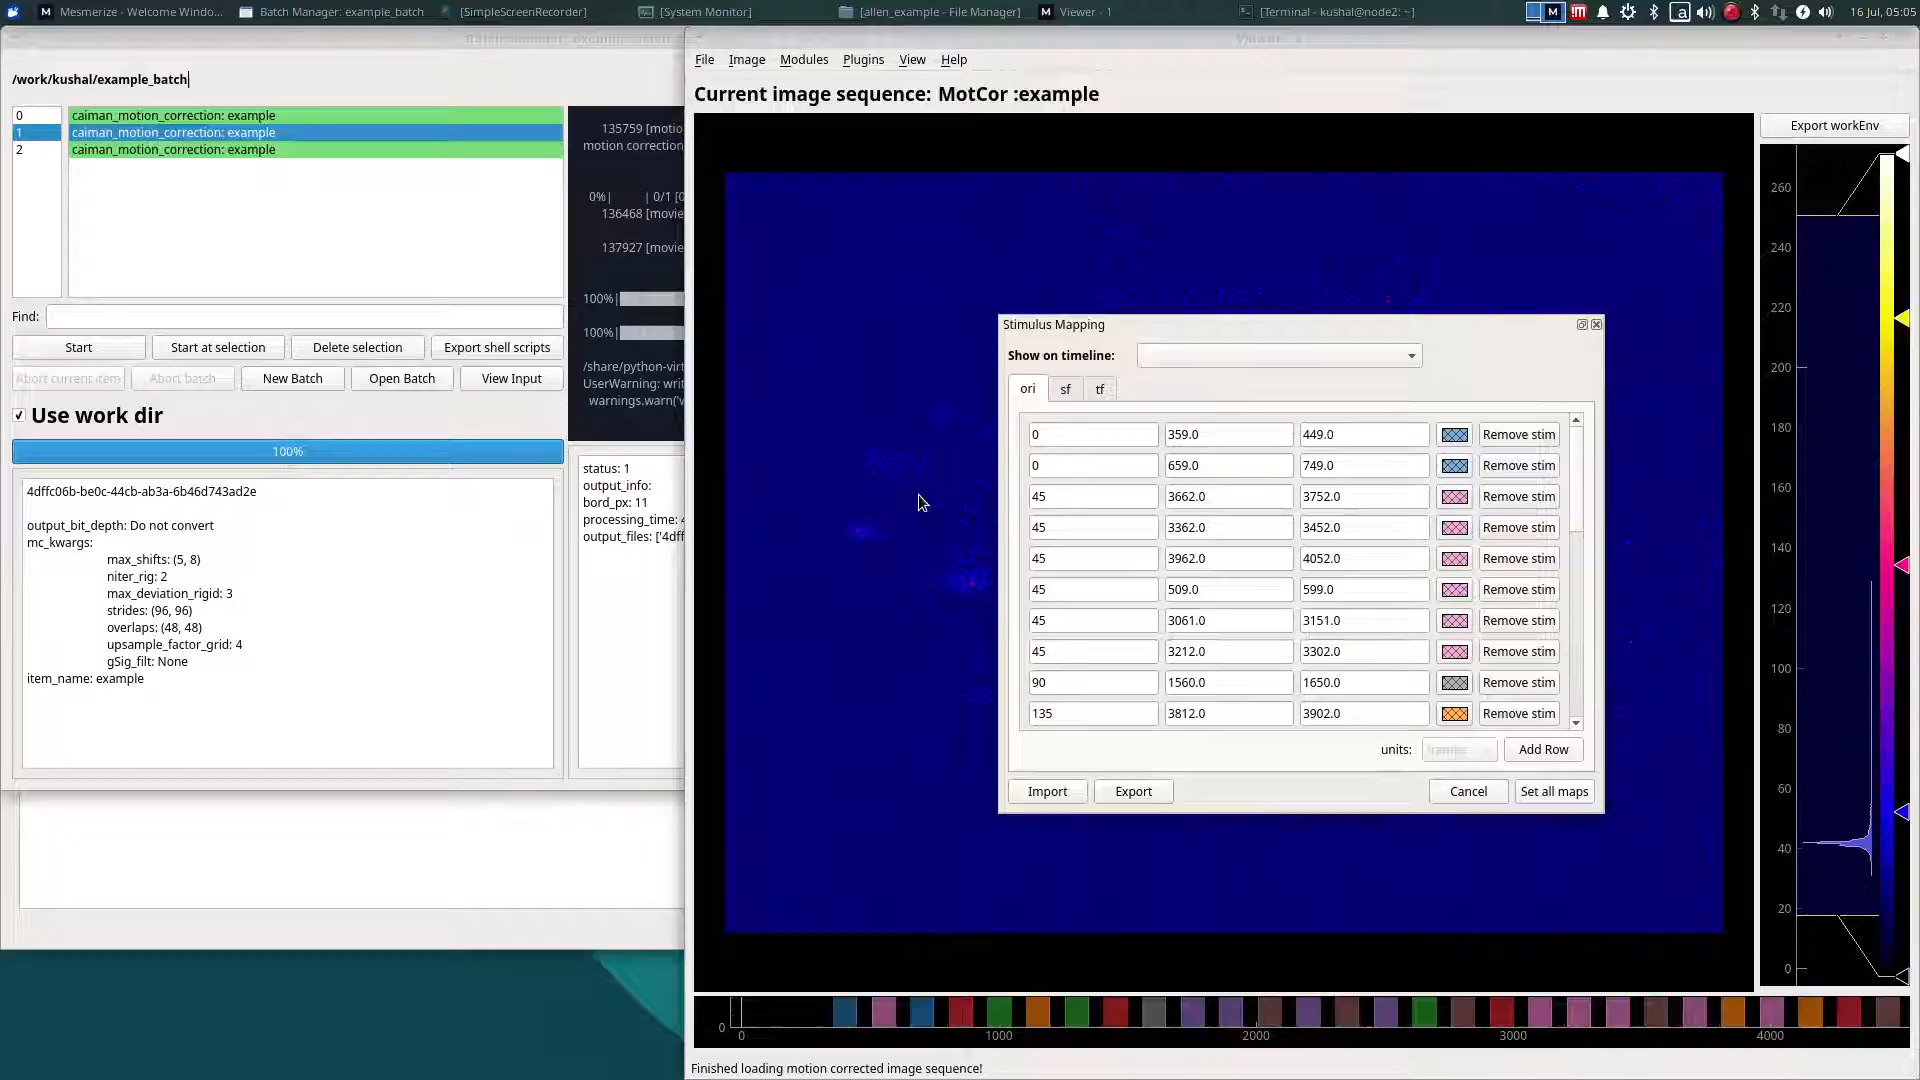 Mesmerize - Welcome Windo...
Batch Manager: example_batch
[SimpleScreenRecorder]
[System Monitor]
[allen_example - File Manager]
Viewer - 1
[Terminal - kushal@node2: ~]
16 Jul, 05:05
/work/kushal/example_batch
0 caiman_motion_correction: example
1 caiman_motion_correction: example
2 caiman_motion_correction: example
Find:
Start Start at selection Delete selection Export shell scripts
Abort current item Abort batch New Batch Open Batch View Input
Use work dir
100%
4dffc06b-be0c-44cb-ab3a-6b46d743ad2e
output_bit_depth: Do not convert
mc_kwargs:
max_shifts: (5, 8)
niter_rig: 2
max_deviation_rigid: 3
strides: (96, 96)
overlaps: (48, 48)
upsample_factor_grid: 4
gSig_filt: None
item_name: example
135759 [motio
motion correction
0%| | 0/1 [0
136468 [movie
137927 [movie
100%|
100%|
/share/python-virt
UserWarning: writ
warnings.warn('v
status: 1
output_info:
bord_px: 11
processing_time:
output_files: ['4dff
File Image Modules Plugins View Help
Current image sequence: MotCor :example
Export workEnv
260
240
220
200
180
160
140
120
100
80
60
40
20
0
Stimulus Mapping
Show on timeline:
ori sf tf
0 359.0 449.0 Remove stim
0 659.0 749.0 Remove stim
45 3662.0 3752.0 Remove stim
45 3362.0 3452.0 Remove stim
45 3962.0 4052.0 Remove stim
45 509.0 599.0 Remove stim
45 3061.0 3151.0 Remove stim
45 3212.0 3302.0 Remove stim
90 1560.0 1650.0 Remove stim
135 3812.0 3902.0 Remove stim
units: frames Add Row
Import Export Cancel Set all maps
0
0 1000 2000 3000 4000
Finished loading motion corrected image sequence!